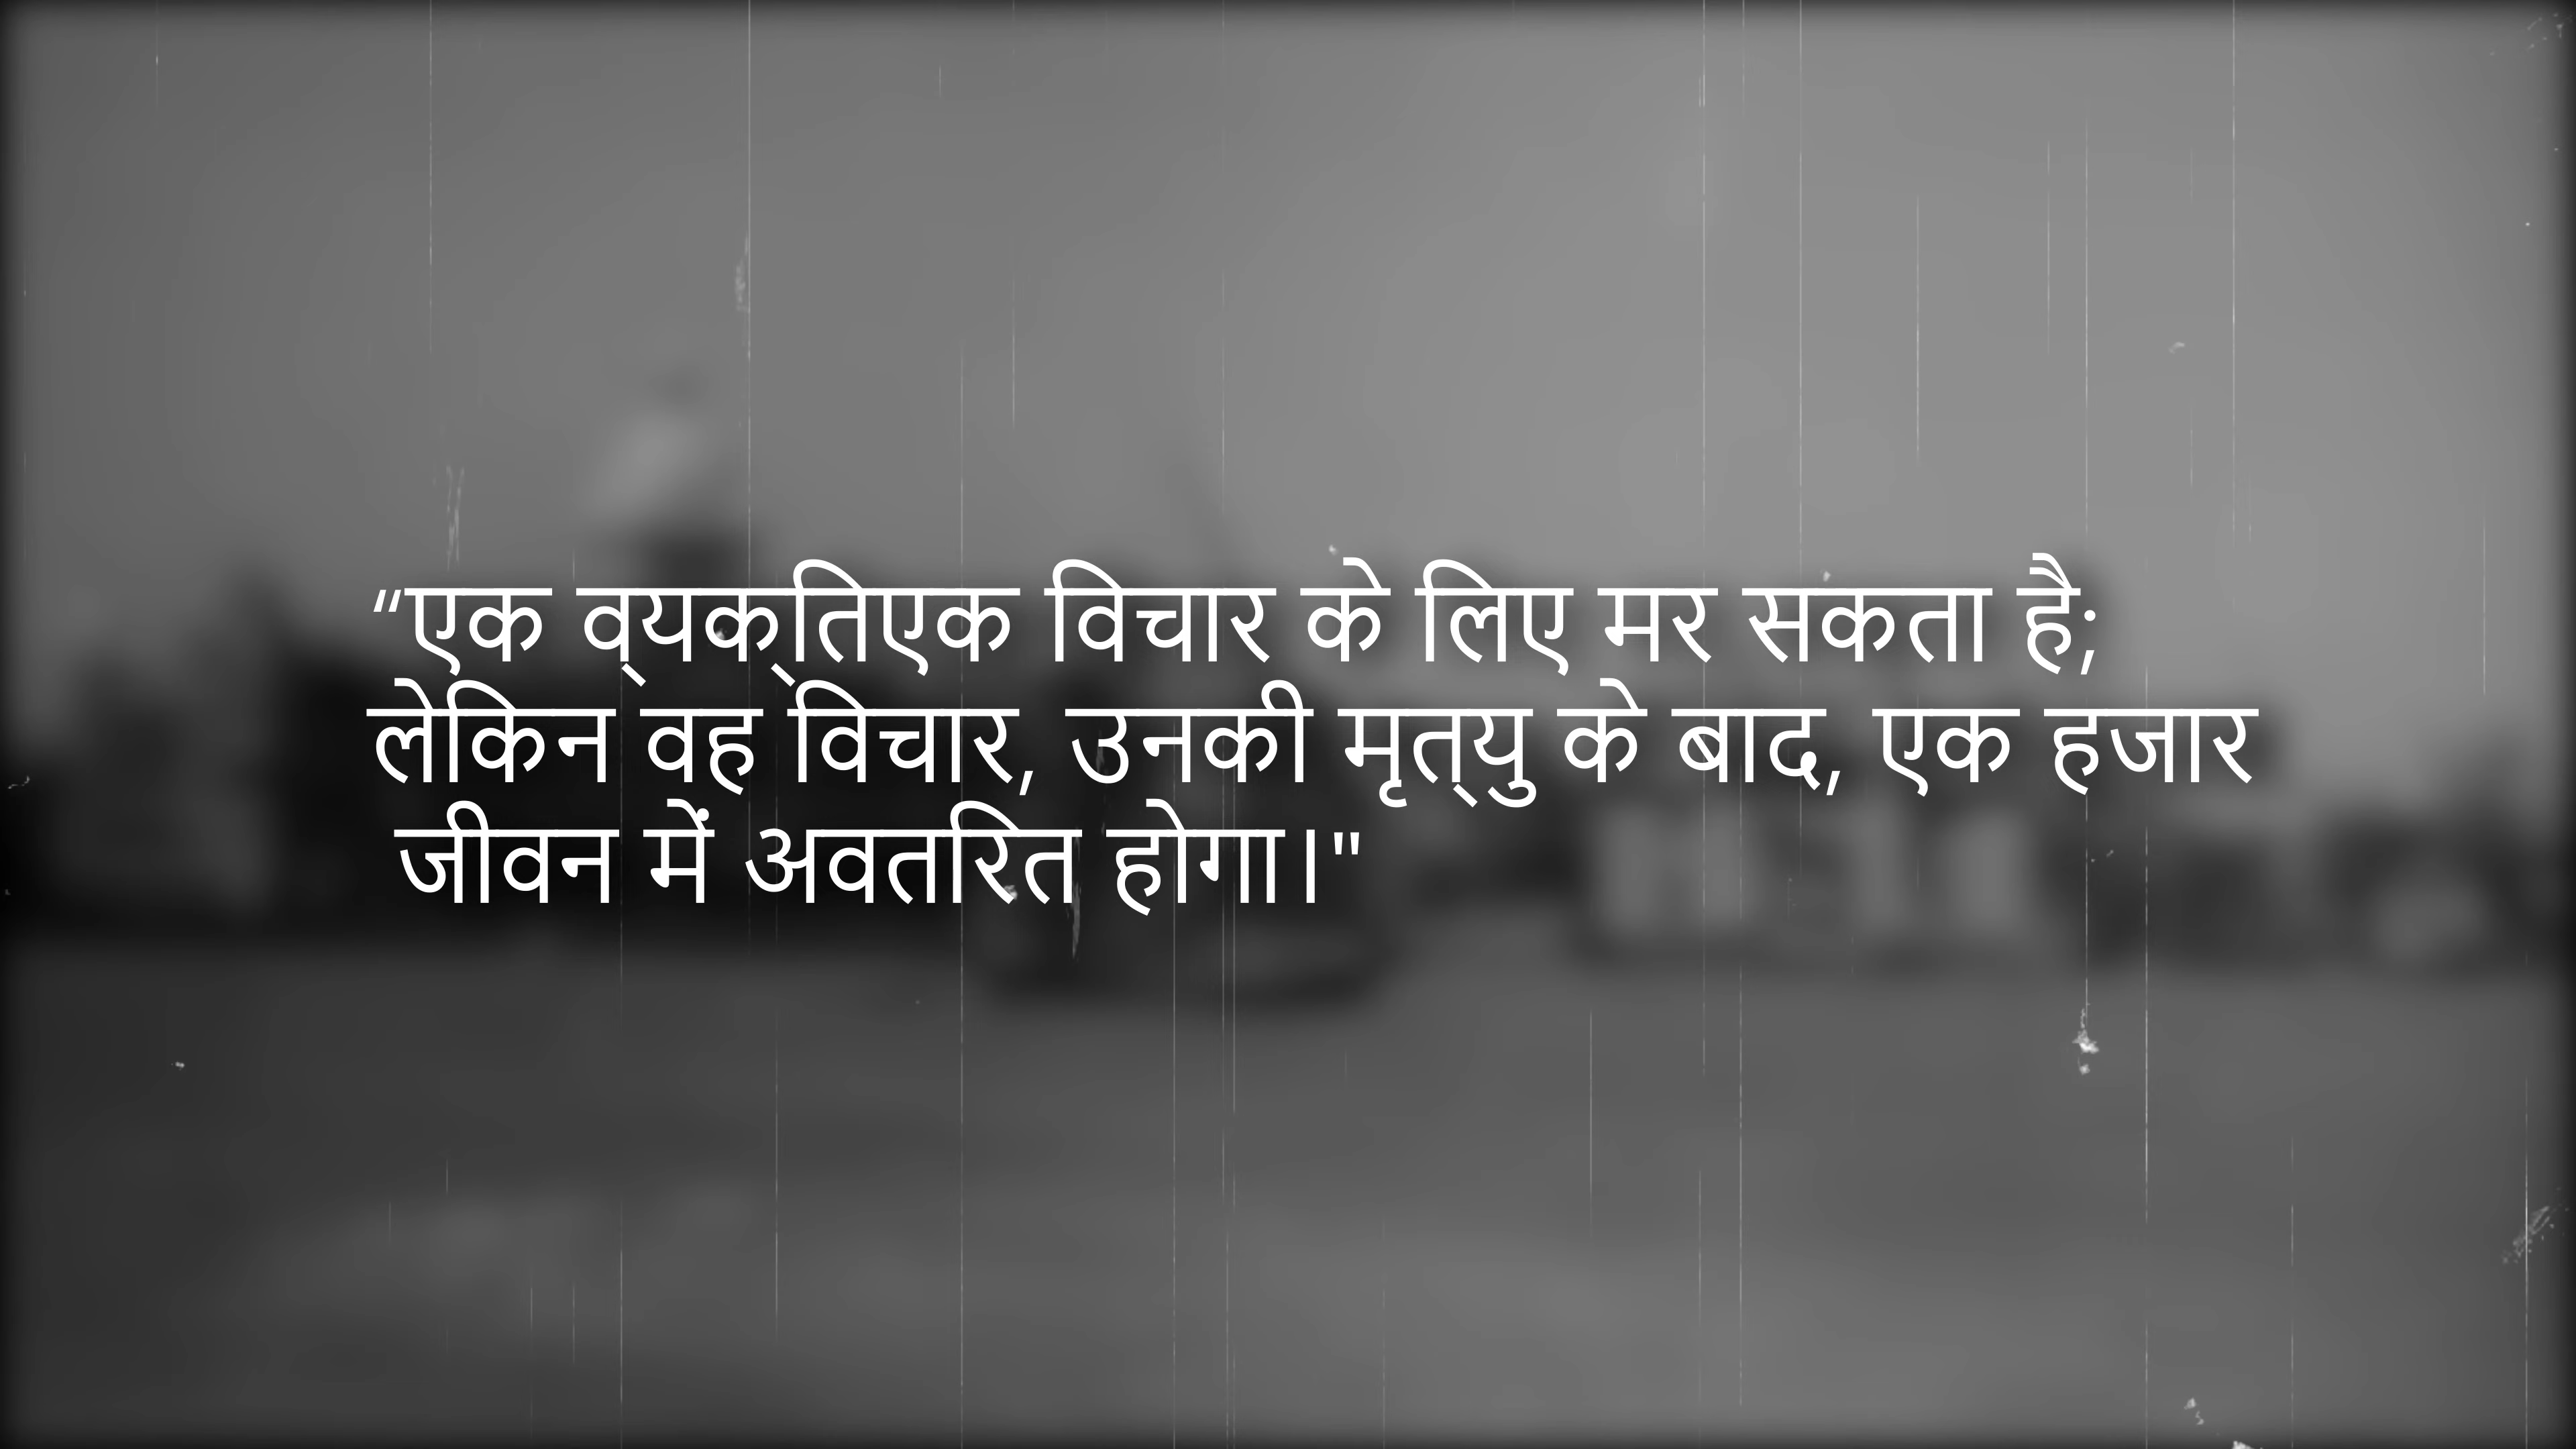 “एक व्यक्तिएक विचार के लिए मर सकता है;
लेकिन वह विचार, उनकी मृत्यु के बाद, एक हजार
जीवन में अवतरित होगा।"